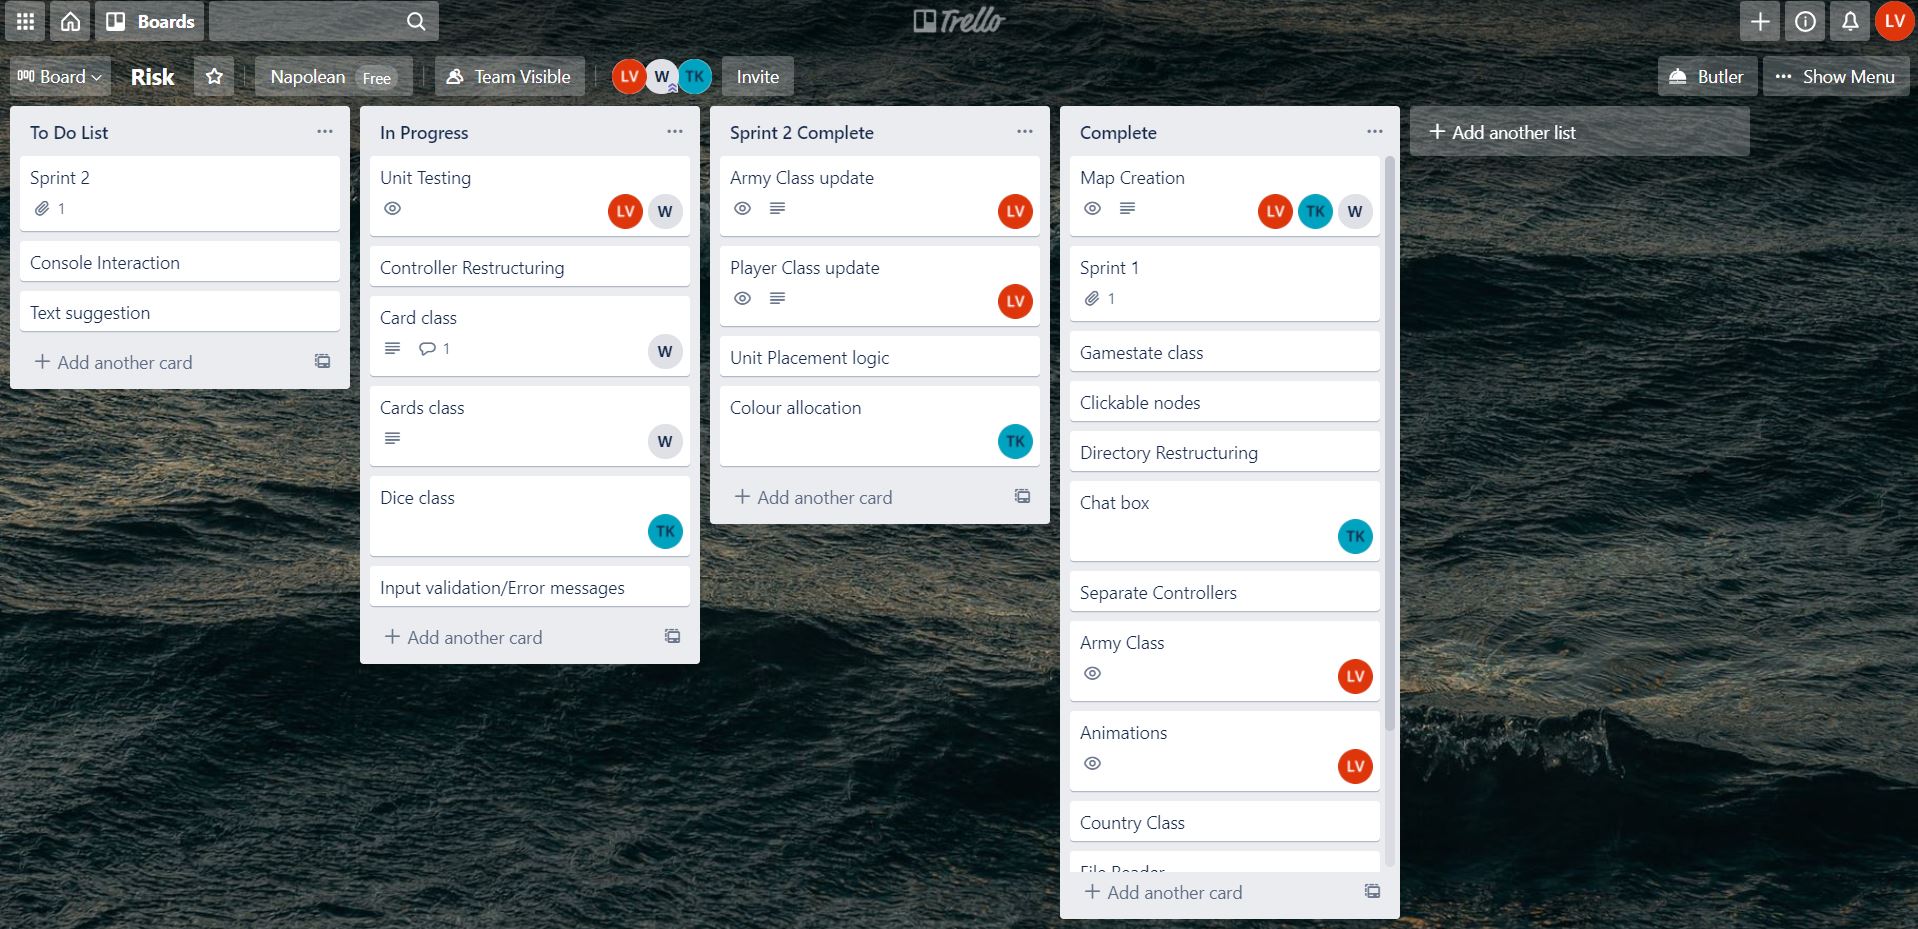 Boards
Trello
LV
Board
Risk
Napolean Free
Team Visible
LV W TK
Invite
Butler
Show Menu
To Do List
Sprint 2
1
Console Interaction
Text suggestion
Add another card
In Progress
Unit Testing
LV W
Controller Restructuring
Card class
1
W
Cards class
W
Dice class
TK
Input validation/Error messages
Add another card
Sprint 2 Complete
Army Class update
LV
Player Class update
LV
Unit Placement logic
Colour allocation
TK
Add another card
Complete
Map Creation
LV TK W
Sprint 1
1
Gamestate class
Clickable nodes
Directory Restructuring
Chat box
TK
Separate Controllers
Army Class
LV
Animations
LV
Country Class
File Reader
Add another card
Add another list